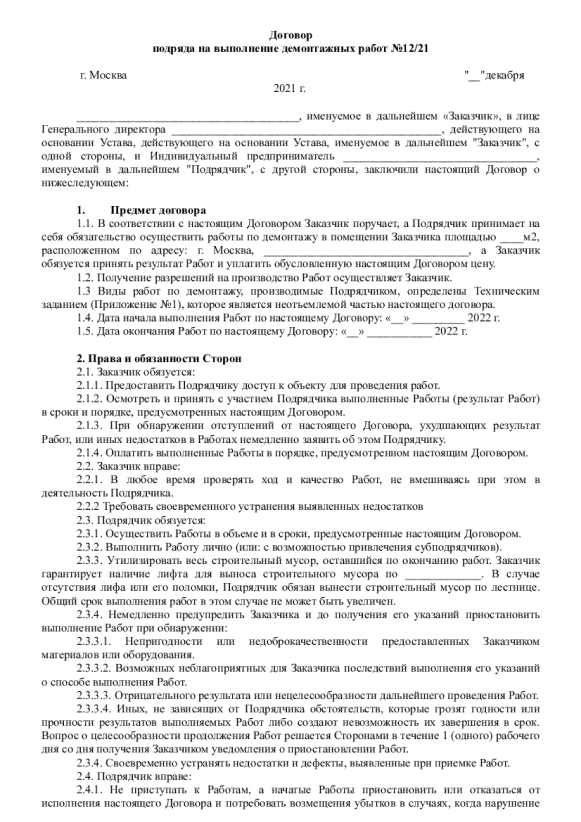 Договор
подряда на выполнение демонтажных работ №12/21
г. Москва "__"декабря
2021 г.
______________________________________, именуемое в дальнейшем «Заказчик», в лице
Генерального директора ______________________________________________, действующего на
основании Устава, действующего на основании Устава, именуемое в дальнейшем "Заказчик", с
одной стороны, и Индивидуальный предприниматель _________________________________,
именуемый в дальнейшем "Подрядчик", с другой стороны, заключили настоящий Договор о
нижеследующем:
1. Предмет договора
1.1. В соответствии с настоящим Договором Заказчик поручает, а Подрядчик принимает на
себя обязательство осуществить работы по демонтажу в помещении Заказчика площадью ____м2,
расположенном по адресу: г. Москва, ___________________________________, а Заказчик
обязуется принять результат Работ и уплатить обусловленную настоящим Договором цену.
1.2. Получение разрешений на производство Работ осуществляет Заказчик.
1.3 Виды работ по демонтажу, производимые Подрядчиком, определены Техническим
заданием (Приложение №1), которое является неотъемлемой частью настоящего договора.
1.4. Дата начала выполнения Работ по настоящему Договору: «__» _________ 2022 г.
1.5. Дата окончания Работ по настоящему Договору: «__» ___________ 2022 г.
2. Права и обязанности Сторон
2.1. Заказчик обязуется:
2.1.1. Предоставить Подрядчику доступ к объекту для проведения работ.
2.1.2. Осмотреть и принять с участием Подрядчика выполненные Работы (результат Работ)
в сроки и порядке, предусмотренных настоящим Договором.
2.1.3. При обнаружении отступлений от настоящего Договора, ухудшающих результат
Работ, или иных недостатков в Работах немедленно заявить об этом Подрядчику.
2.1.4. Оплатить выполненные Работы в порядке, предусмотренном настоящим Договором.
2.2. Заказчик вправе:
2.2.1. В любое время проверять ход и качество Работ, не вмешиваясь при этом в
деятельность Подрядчика.
2.2.2 Требовать своевременного устранения выявленных недостатков
2.3. Подрядчик обязуется:
2.3.1. Осуществить Работы в объеме и в сроки, предусмотренные настоящим Договором.
2.3.2. Выполнить Работу лично (или: с возможностью привлечения субподрядчиков).
2.3.3. Утилизировать весь строительный мусор, оставшийся по окончанию работ. Заказчик
гарантирует наличие лифта для выноса строительного мусора по _____________. В случае
отсутствия лифа или его поломки, Подрядчик обязан вынести строительный мусор по лестнице.
Общий срок выполнения работ в этом случае не может быть увеличен.
2.3.4. Немедленно предупредить Заказчика и до получения его указаний приостановить
выполнение Работ при обнаружении:
2.3.3.1. Непригодности или недоброкачественности предоставленных Заказчиком
материалов или оборудования.
2.3.3.2. Возможных неблагоприятных для Заказчика последствий выполнения его указаний
о способе выполнения Работ.
2.3.3.3. Отрицательного результата или нецелесообразности дальнейшего проведения Работ.
2.3.3.4. Иных, не зависящих от Подрядчика обстоятельств, которые грозят годности или
прочности результатов выполняемых Работ либо создают невозможность их завершения в срок.
Вопрос о целесообразности продолжения Работ решается Сторонами в течение 1 (одного) рабочего
дня со дня получения Заказчиком уведомления о приостановлении Работ.
2.3.4. Своевременно устранять недостатки и дефекты, выявленные при приемке Работ.
2.4. Подрядчик вправе:
2.4.1. Не приступать к Работам, а начатые Работы приостановить или отказаться от
исполнения настоящего Договора и потребовать возмещения убытков в случаях, когда нарушение